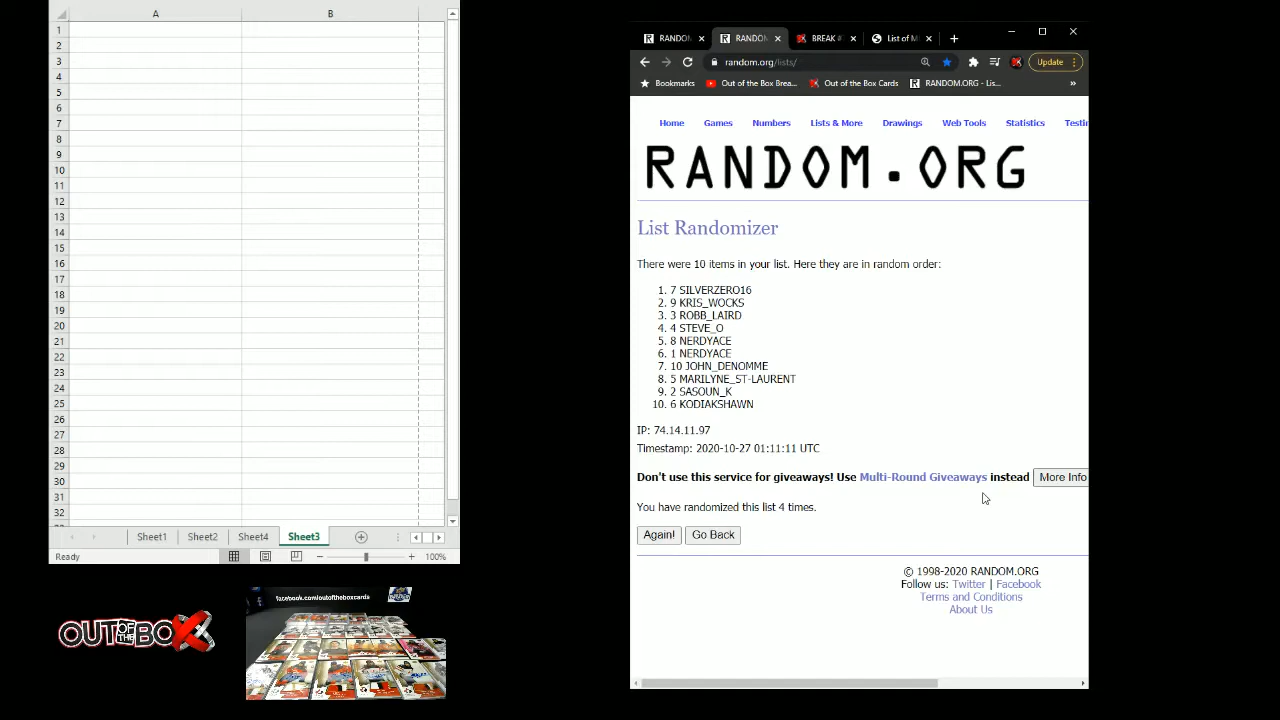 A B
1
2
3
4
5
6
7
8
9
10
11
12
13
14
15
16
17
18
19
20
21
22
23
24
25
26
27
28
29
30
31
32
Sheet1 Sheet2 Sheet4 Sheet3
Ready 100%
OUT OF THE BOX
facebook.com/outoftheboxcards
RANDOM RANDOM BREAK # List of M
random.org/lists/ Update
Bookmarks Out of the Box Brea... Out of the Box Cards RANDOM.ORG - Lis... »
Home Games Numbers Lists & More Drawings Web Tools Statistics Testin
RANDOM.ORG
List Randomizer
There were 10 items in your list. Here they are in random order:
1. 7 SILVERZERO16
2. 9 KRIS_WOCKS
3. 3 ROBB_LAIRD
4. 4 STEVE_O
5. 8 NERDYACE
6. 1 NERDYACE
7. 10 JOHN_DENOMME
8. 5 MARILYNE_ST-LAURENT
9. 2 SASOUN_K
10. 6 KODIAKSHAWN
IP: 74.14.11.97
Timestamp: 2020-10-27 01:11:11 UTC
Don't use this service for giveaways! Use Multi-Round Giveaways instead More Info
You have randomized this list 4 times.
Again! Go Back
© 1998-2020 RANDOM.ORG
Follow us: Twitter | Facebook
Terms and Conditions
About Us